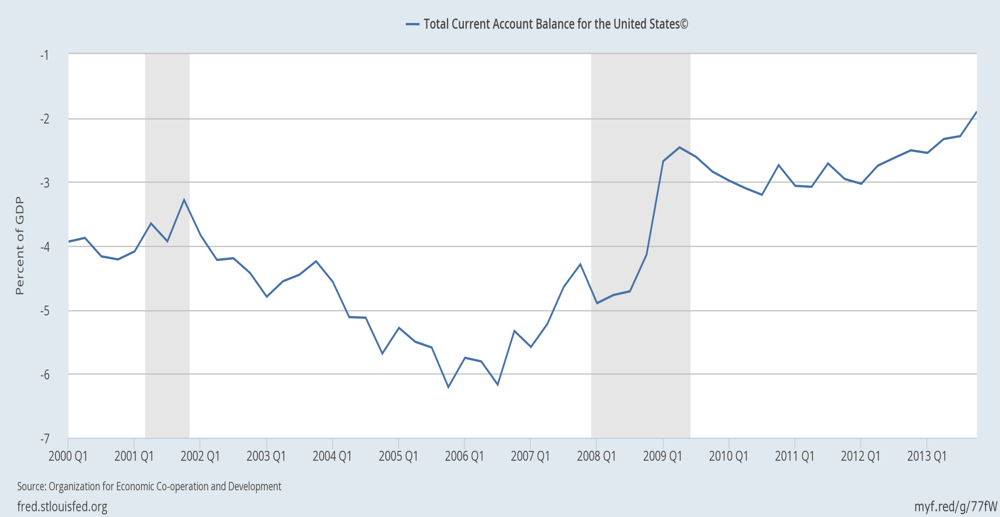 Total Current Account Balance for the United States©
-1
-2
-3
-4
-5
-6
-7
Percent of GDP
2000 Q1 2001 Q1 2002 Q1 2003 Q1 2004 Q1 2005 Q1 2006 Q1 2007 Q1 2008 Q1 2009 Q1 2010 Q1 2011 Q1 2012 Q1 2013 Q1
Source: Organization for Economic Co-operation and Development
fred.stlouisfed.org
myf.red/g/77fW